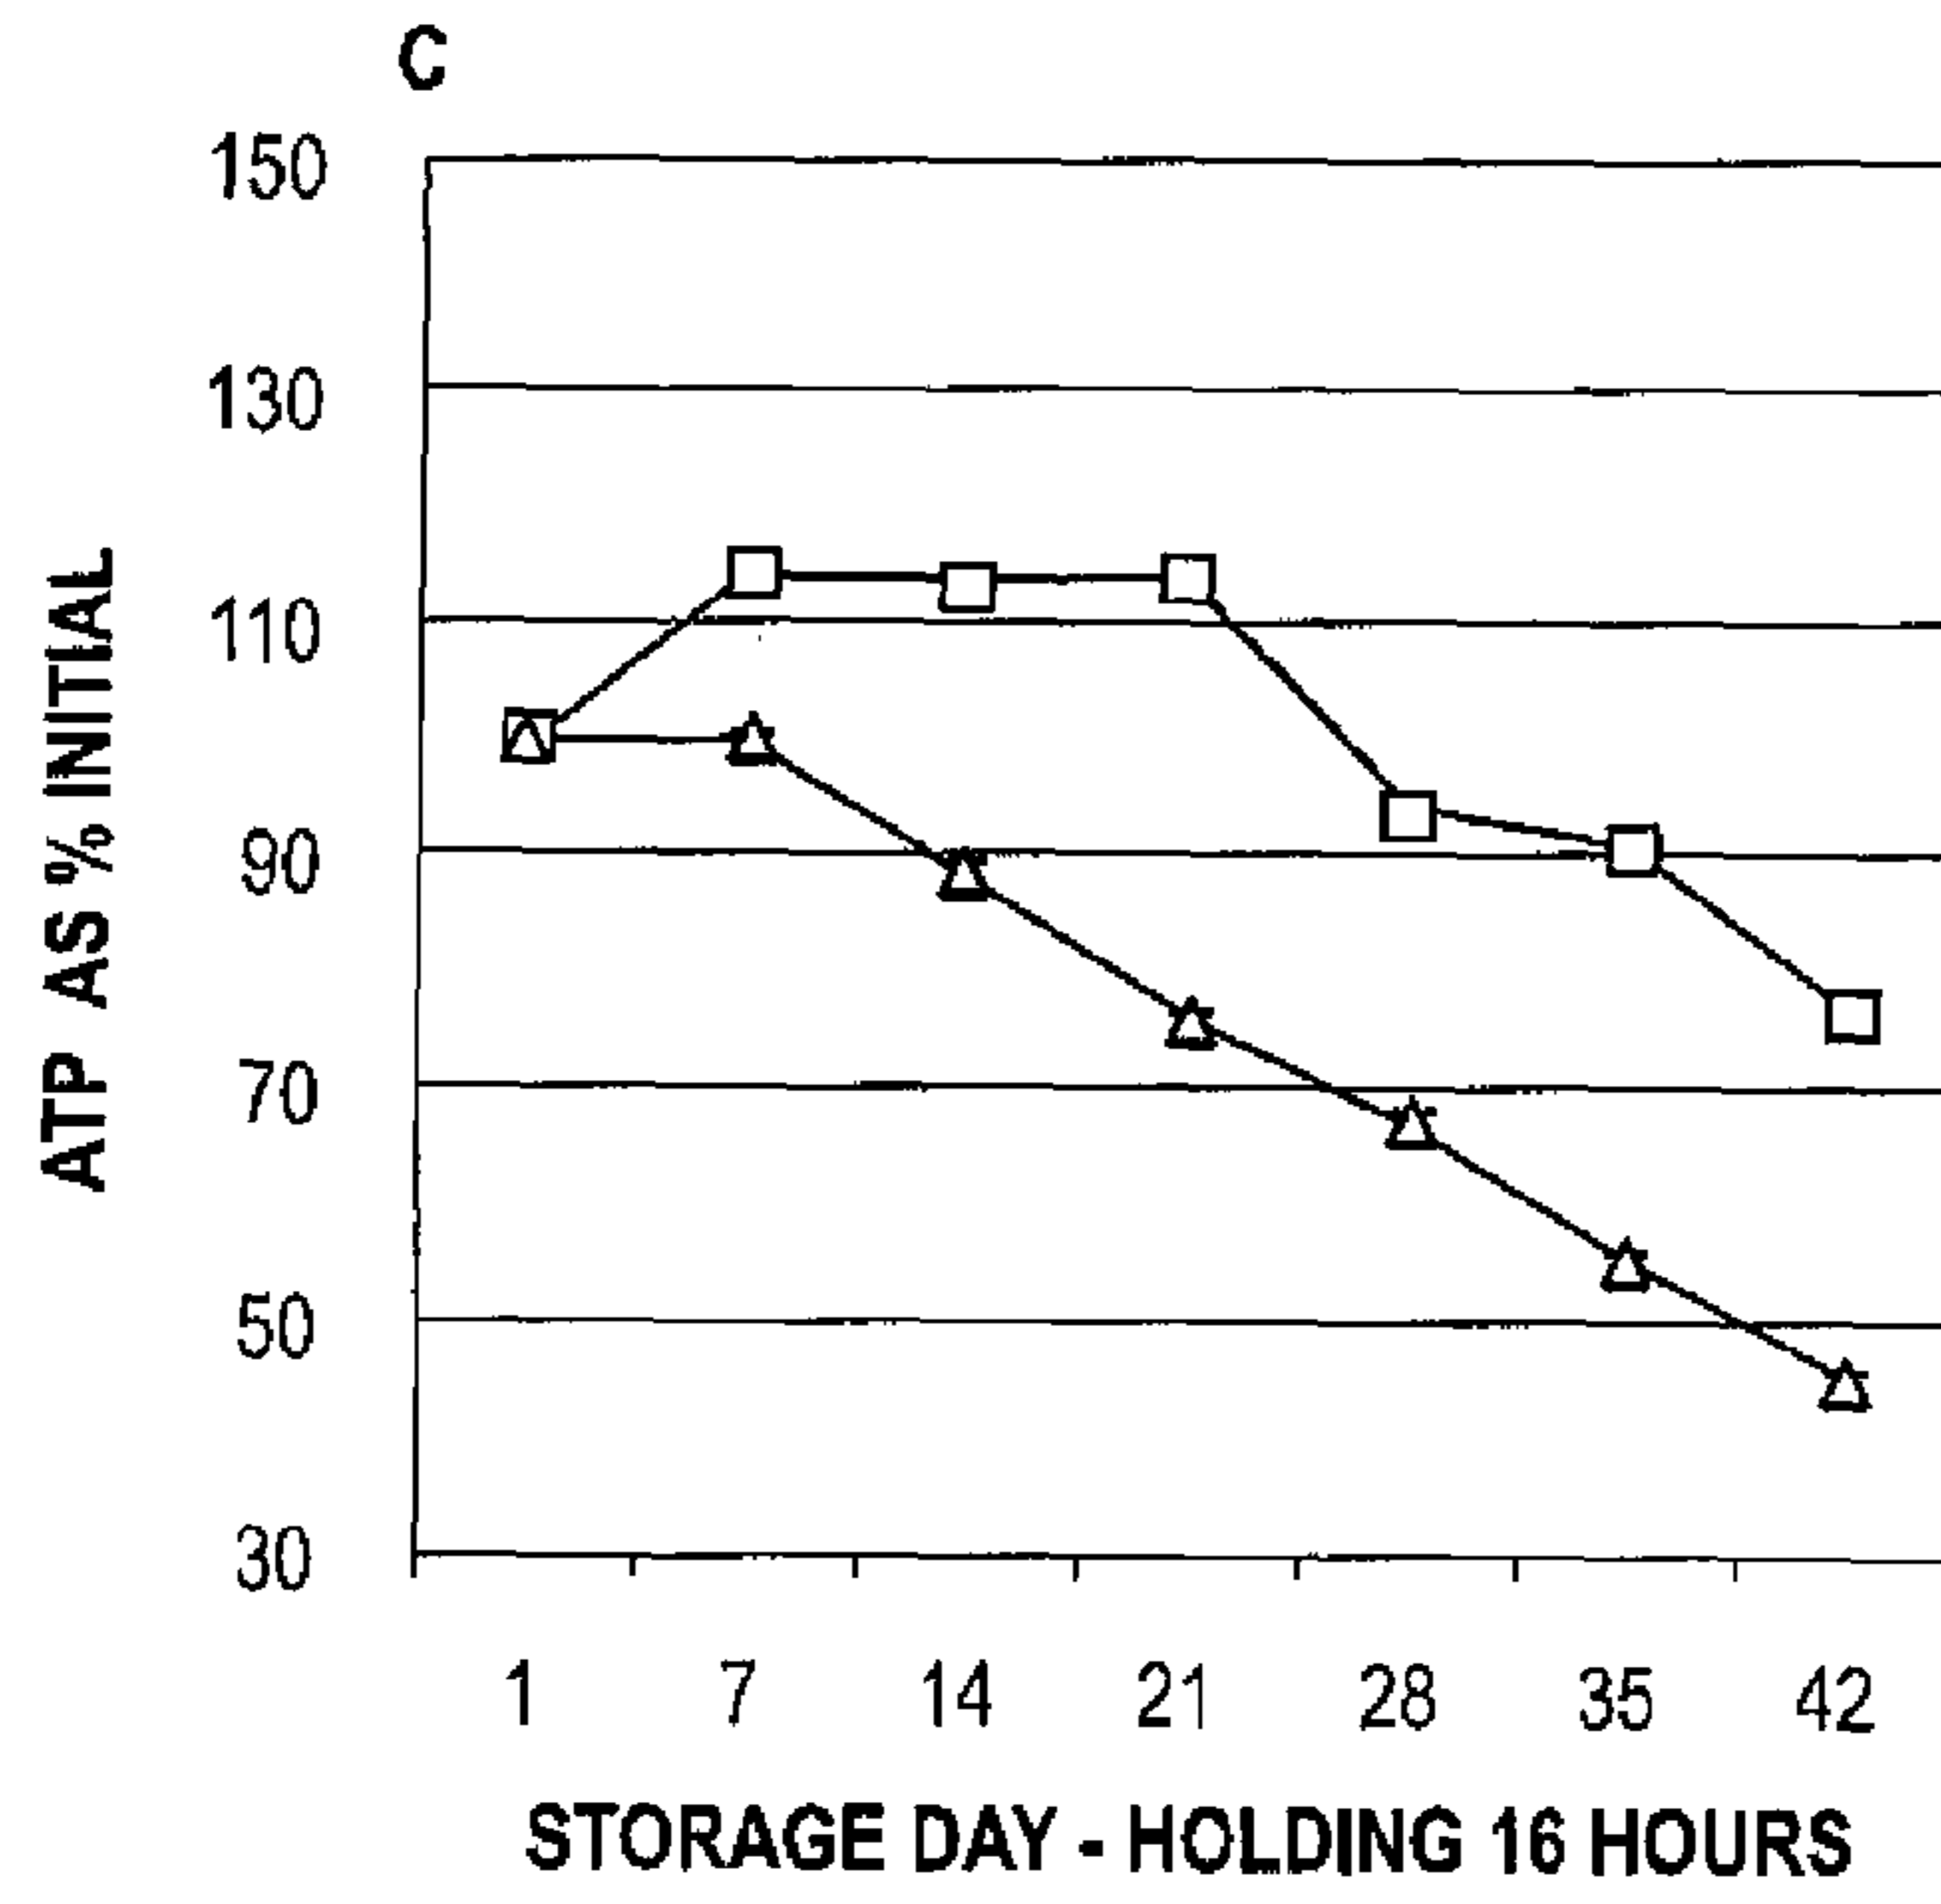 C
150
130
110
90
70
50
30
ATP AS % INITIAL
1 7 14 21 28 35 42
STORAGE DAY - HOLDING 16 HOURS